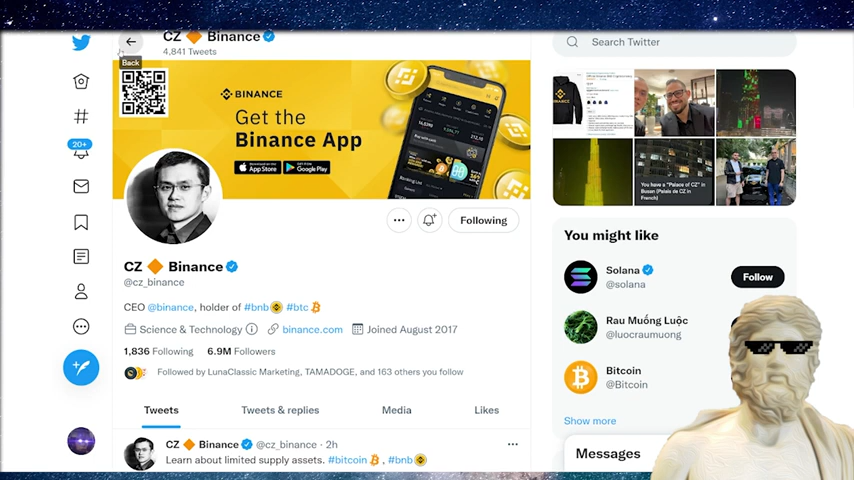 CZ 🔶 Binance
4,841 Tweets
Back
BINANCE
Get the
Binance App
App Store
Google Play
Following
CZ 🔶 Binance
@cz_binance
CEO @binance, holder of #bnb #btc
Science & Technology
binance.com
Joined August 2017
1,836 Following 6.9M Followers
Followed by LunaClassic Marketing, TAMADOGE, and 163 others you follow
Tweets
Tweets & replies
Media
Likes
CZ 🔶 Binance @cz_binance · 2h
Learn about limited supply assets. #bitcoin , #bnb
20+
Search Twitter
BINANCE
You have a "Palace of CZ" in
Busan (Palais de CZ in
French)
You might like
Solana
@solana
Follow
Rau Muống Luộc
@luocraumuong
Bitcoin
@Bitcoin
Show more
Messages